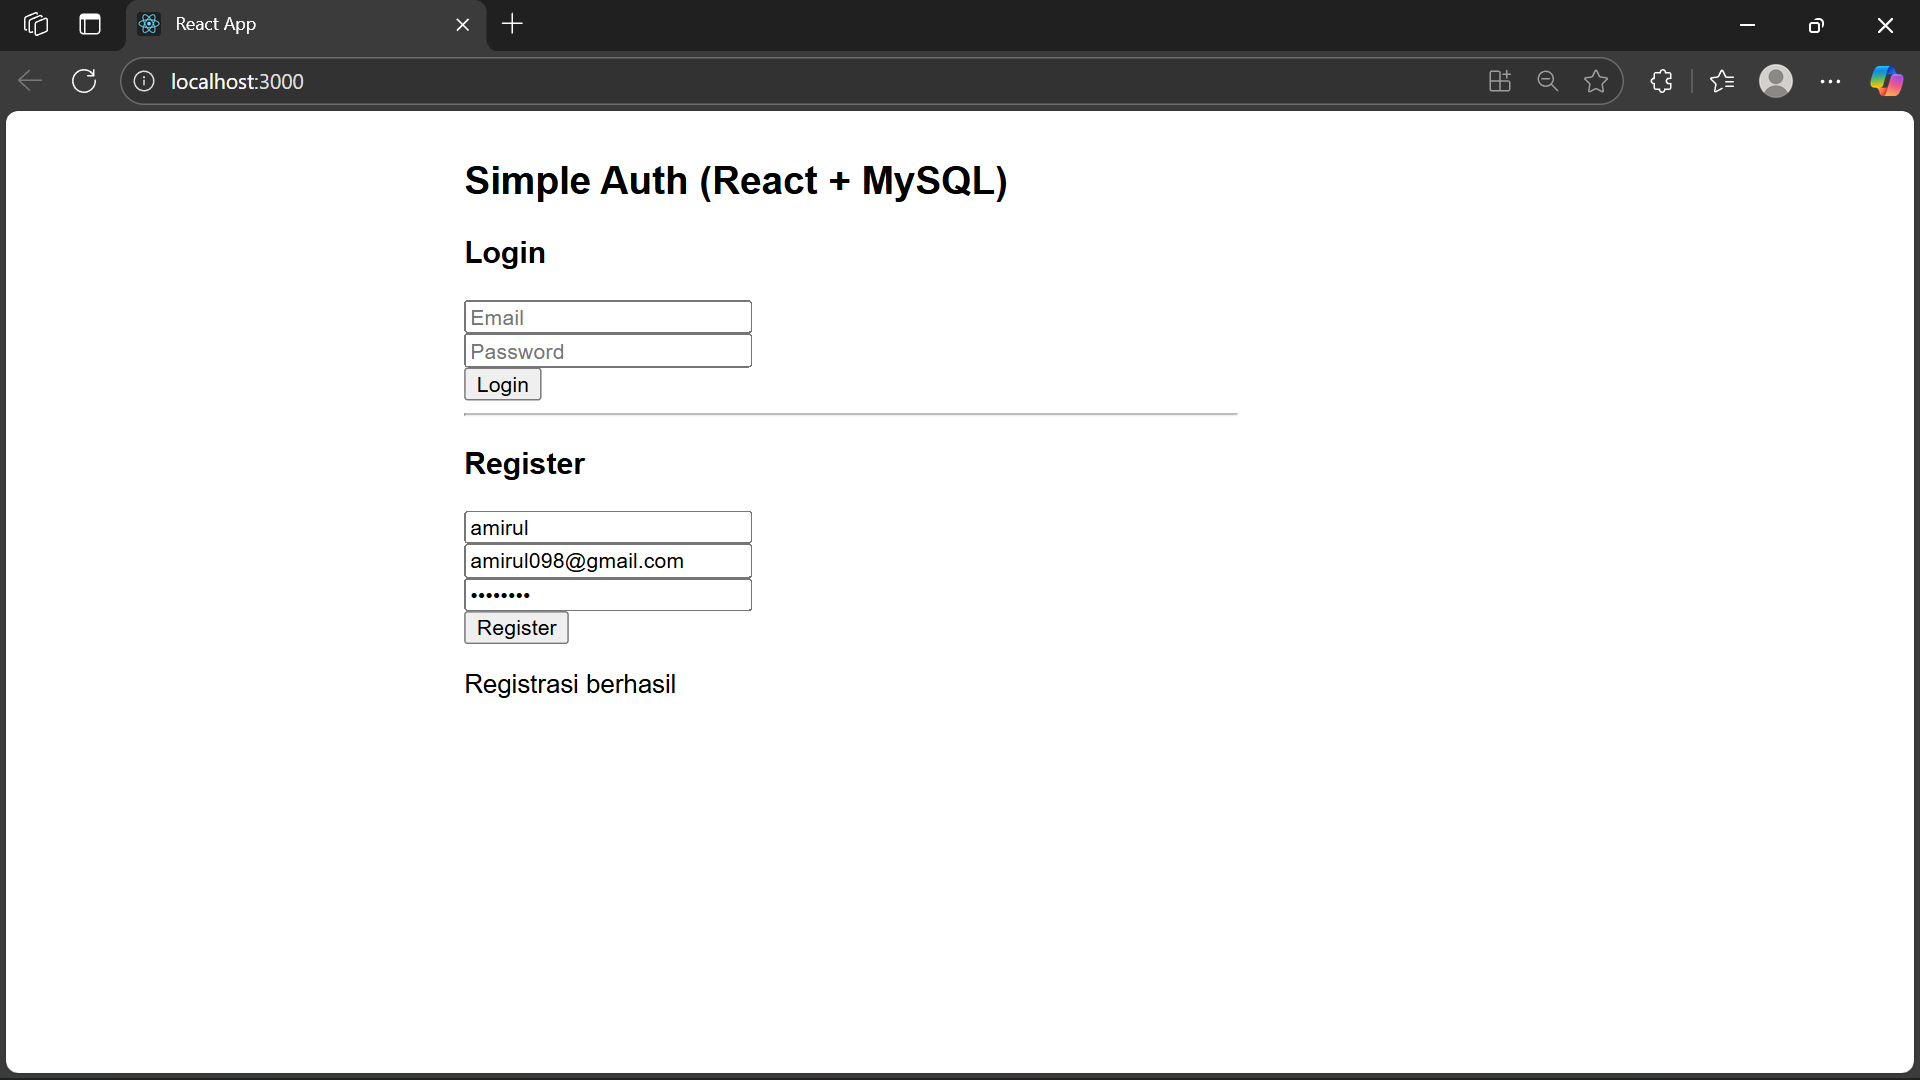 React App
localhost:3000
Simple Auth (React + MySQL)
Login
Email
Password
Login
Register
amirul
amirul098@gmail.com
••••••••
Register
Registrasi berhasil